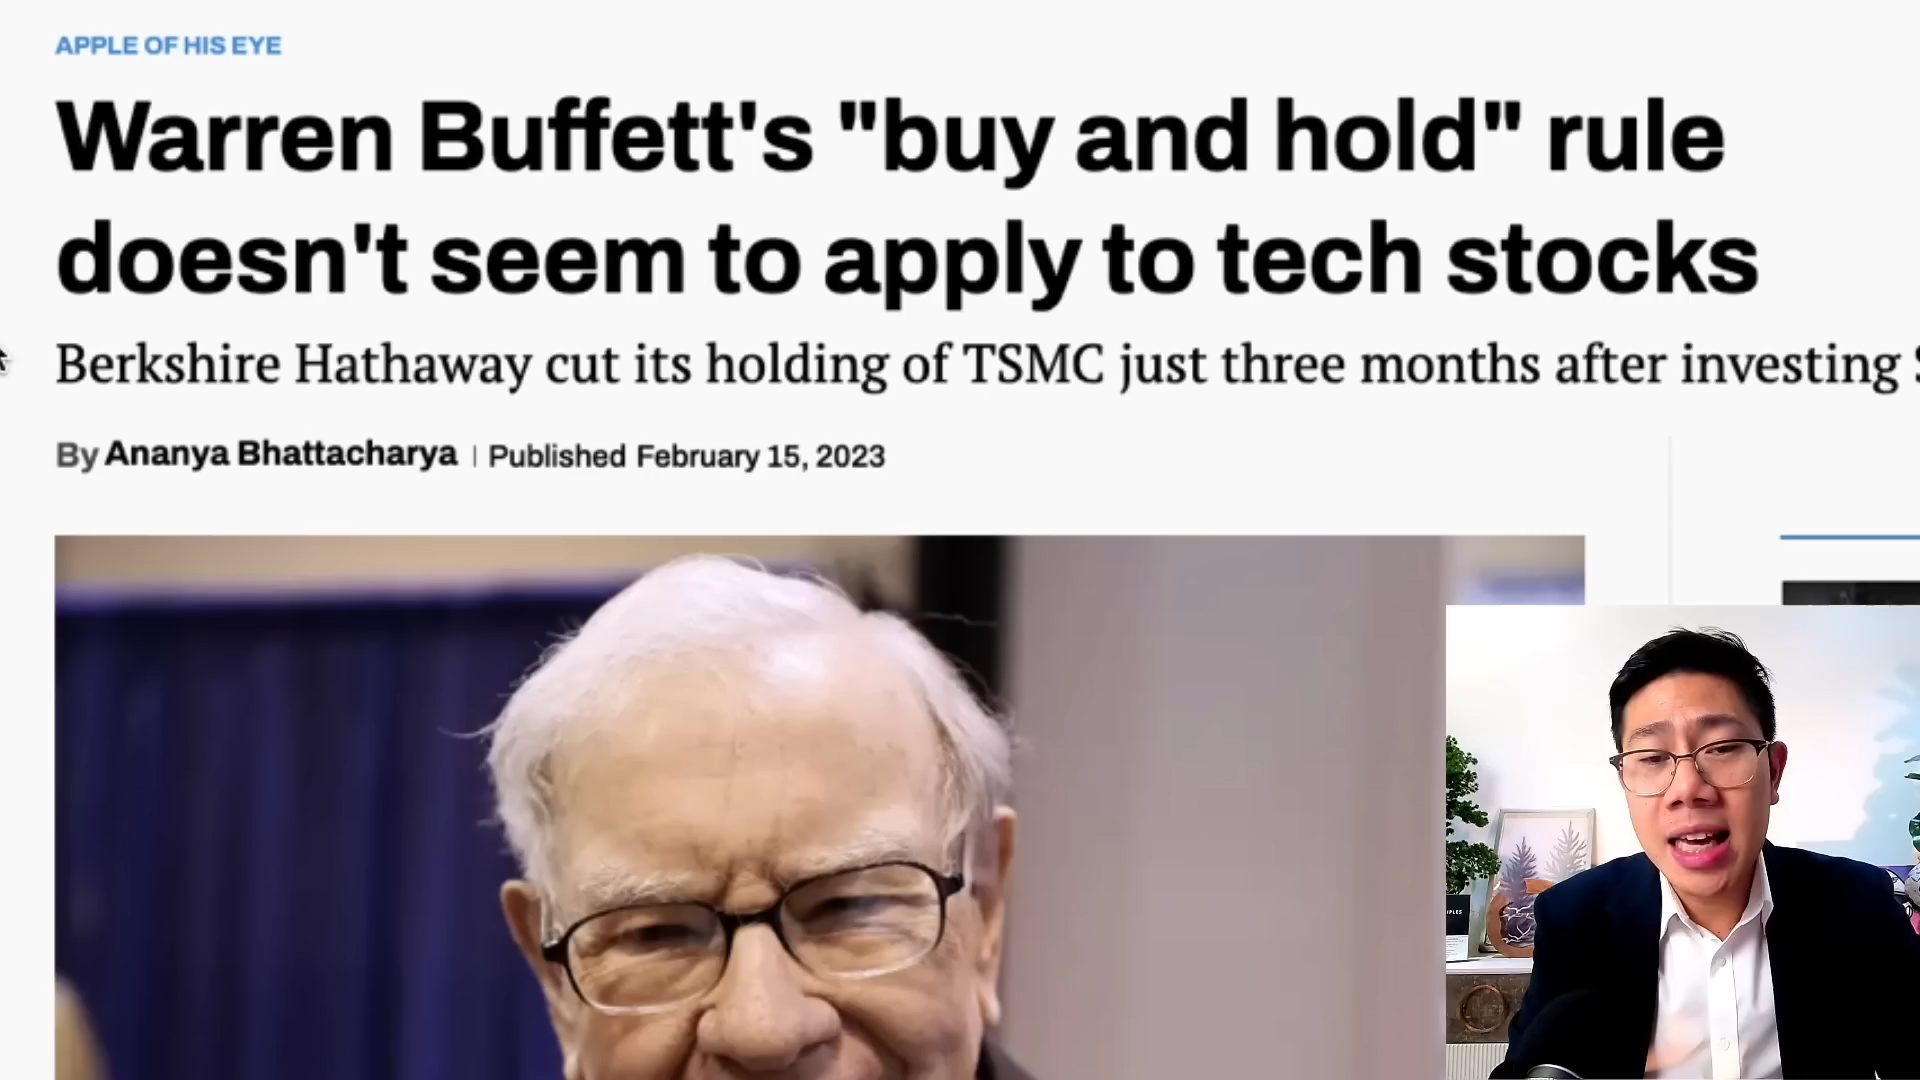 APPLE OF HIS EYE
Warren Buffett's "buy and hold" rule
doesn't seem to apply to tech stocks
Berkshire Hathaway cut its holding of TSMC just three months after investing
By Ananya Bhattacharya | Published February 15, 2023